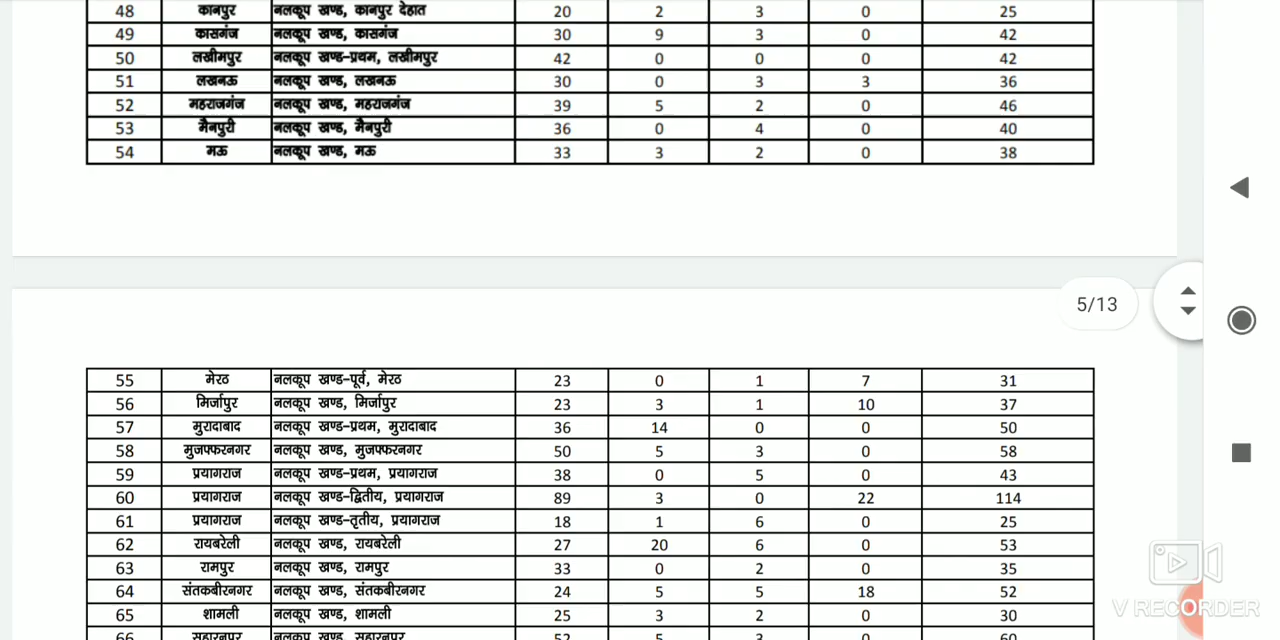 48 कानपुर नलकूप खण्ड, कानपुर देहात 20 2 3 0 25
49 कासगंज नलकूप खण्ड, कासगंज 30 9 3 0 42
50 लखीमपुर नलकूप खण्ड-प्रथम, लखीमपुर 42 0 0 0 42
51 लखनऊ नलकूप खण्ड, लखनऊ 30 0 3 3 36
52 महराजगंज नलकूप खण्ड, महराजगंज 39 5 2 0 46
53 मैनपुरी नलकूप खण्ड, मैनपुरी 36 0 4 0 40
54 मऊ नलकूप खण्ड, मऊ 33 3 2 0 38
5/13
55 मेरठ नलकूप खण्ड-पूर्व, मेरठ 23 0 1 7 31
56 मिर्जापुर नलकूप खण्ड, मिर्जापुर 23 3 1 10 37
57 मुरादाबाद नलकूप खण्ड-प्रथम, मुरादाबाद 36 14 0 0 50
58 मुजफ्फरनगर नलकूप खण्ड, मुजफ्फरनगर 50 5 3 0 58
59 प्रयागराज नलकूप खण्ड-प्रथम, प्रयागराज 38 0 5 0 43
60 प्रयागराज नलकूप खण्ड-द्वितीय, प्रयागराज 89 3 0 22 114
61 प्रयागराज नलकूप खण्ड-तृतीय, प्रयागराज 18 1 6 0 25
62 रायबरेली नलकूप खण्ड, रायबरेली 27 20 6 0 53
63 रामपुर नलकूप खण्ड, रामपुर 33 0 2 0 35
64 संतकबीरनगर नलकूप खण्ड, संतकबीरनगर 24 5 5 18 52
65 शामली नलकूप खण्ड, शामली 25 3 2 0 30
66 सहारनपुर नलकूप खण्ड, सहारनपुर 52 5 3 0 60
V RECORDER